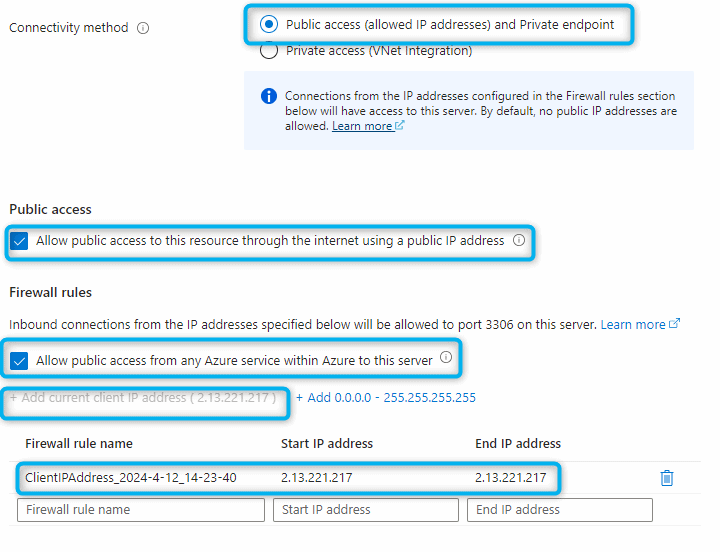 Connectivity method
Public access (allowed IP addresses) and Private endpoint
Private access (VNet Integration)
Connections from the IP addresses configured in the Firewall rules section
below will have access to this server. By default, no public IP addresses are
allowed. Learn more
Public access
Allow public access to this resource through the internet using a public IP address
Firewall rules
Inbound connections from the IP addresses specified below will be allowed to port 3306 on this server. Learn more
Allow public access from any Azure service within Azure to this server
+ Add current client IP address ( 2.13.221.217 ) + Add 0.0.0.0 - 255.255.255.255
Firewall rule name Start IP address End IP address
ClientIPAddress_2024-4-12_14-23-40 2.13.221.217 2.13.221.217
Firewall rule name Start IP address End IP address